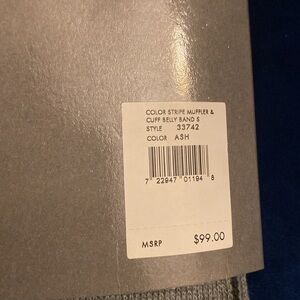 COLOR STRIPE MUFFLER &
CUFF BELLY BAND S
STYLE 33742
COLOR ASH
7 22947 01194 8
MSRP $99.00